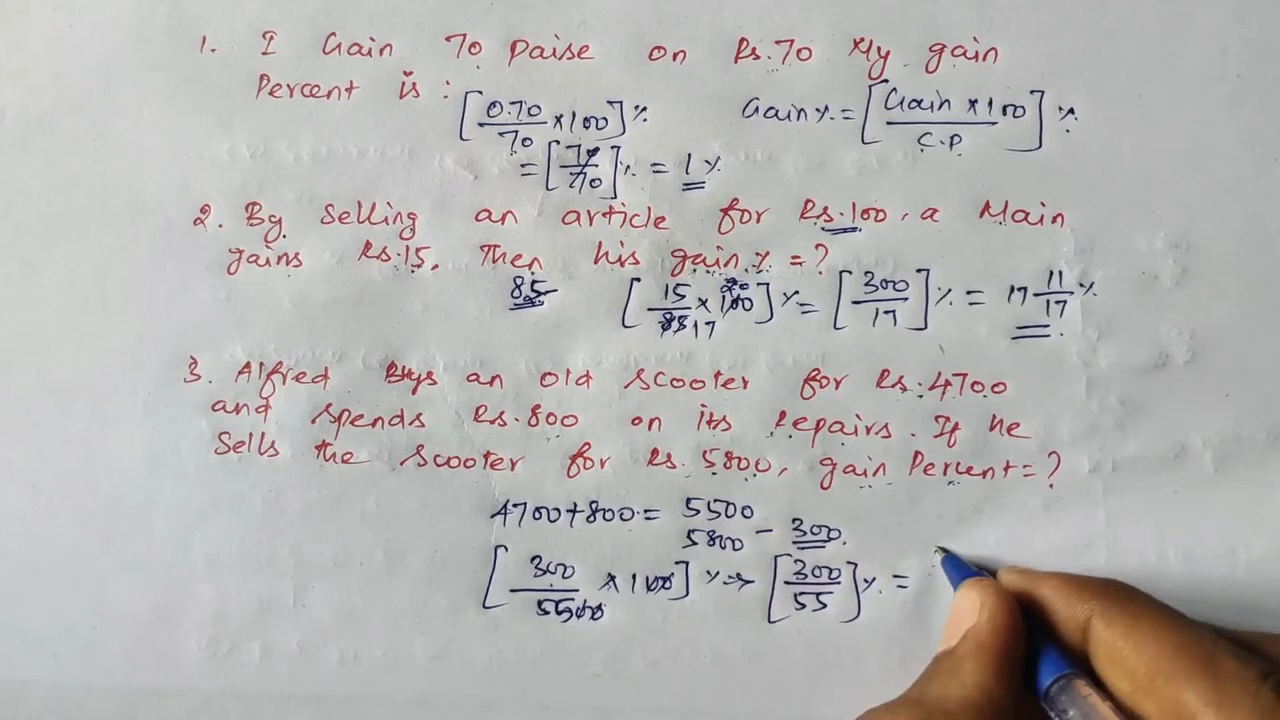 1. I Gain 70 Paise on Rs.70 My gain
Percent is :
[0.70/70 ×100]% Gain% = [Gain ×100/C.P]%
= [70/70]% = 1%
2. By Selling an article for Rs.100, a Main
gains Rs.15, Then his gain% = ?
85 [15/85 × 100]% = [300/17]% = 17 11/17%
20
17
3. Alfred Buys an old Scooter for Rs.4700
and spends Rs.800 on its Repairs. If he
Sells the Scooter for Rs. 5800, gain Percent = ?
4700+800 = 5500
5800 - 300.
[300/5500 × 100]% → [300/55]% =